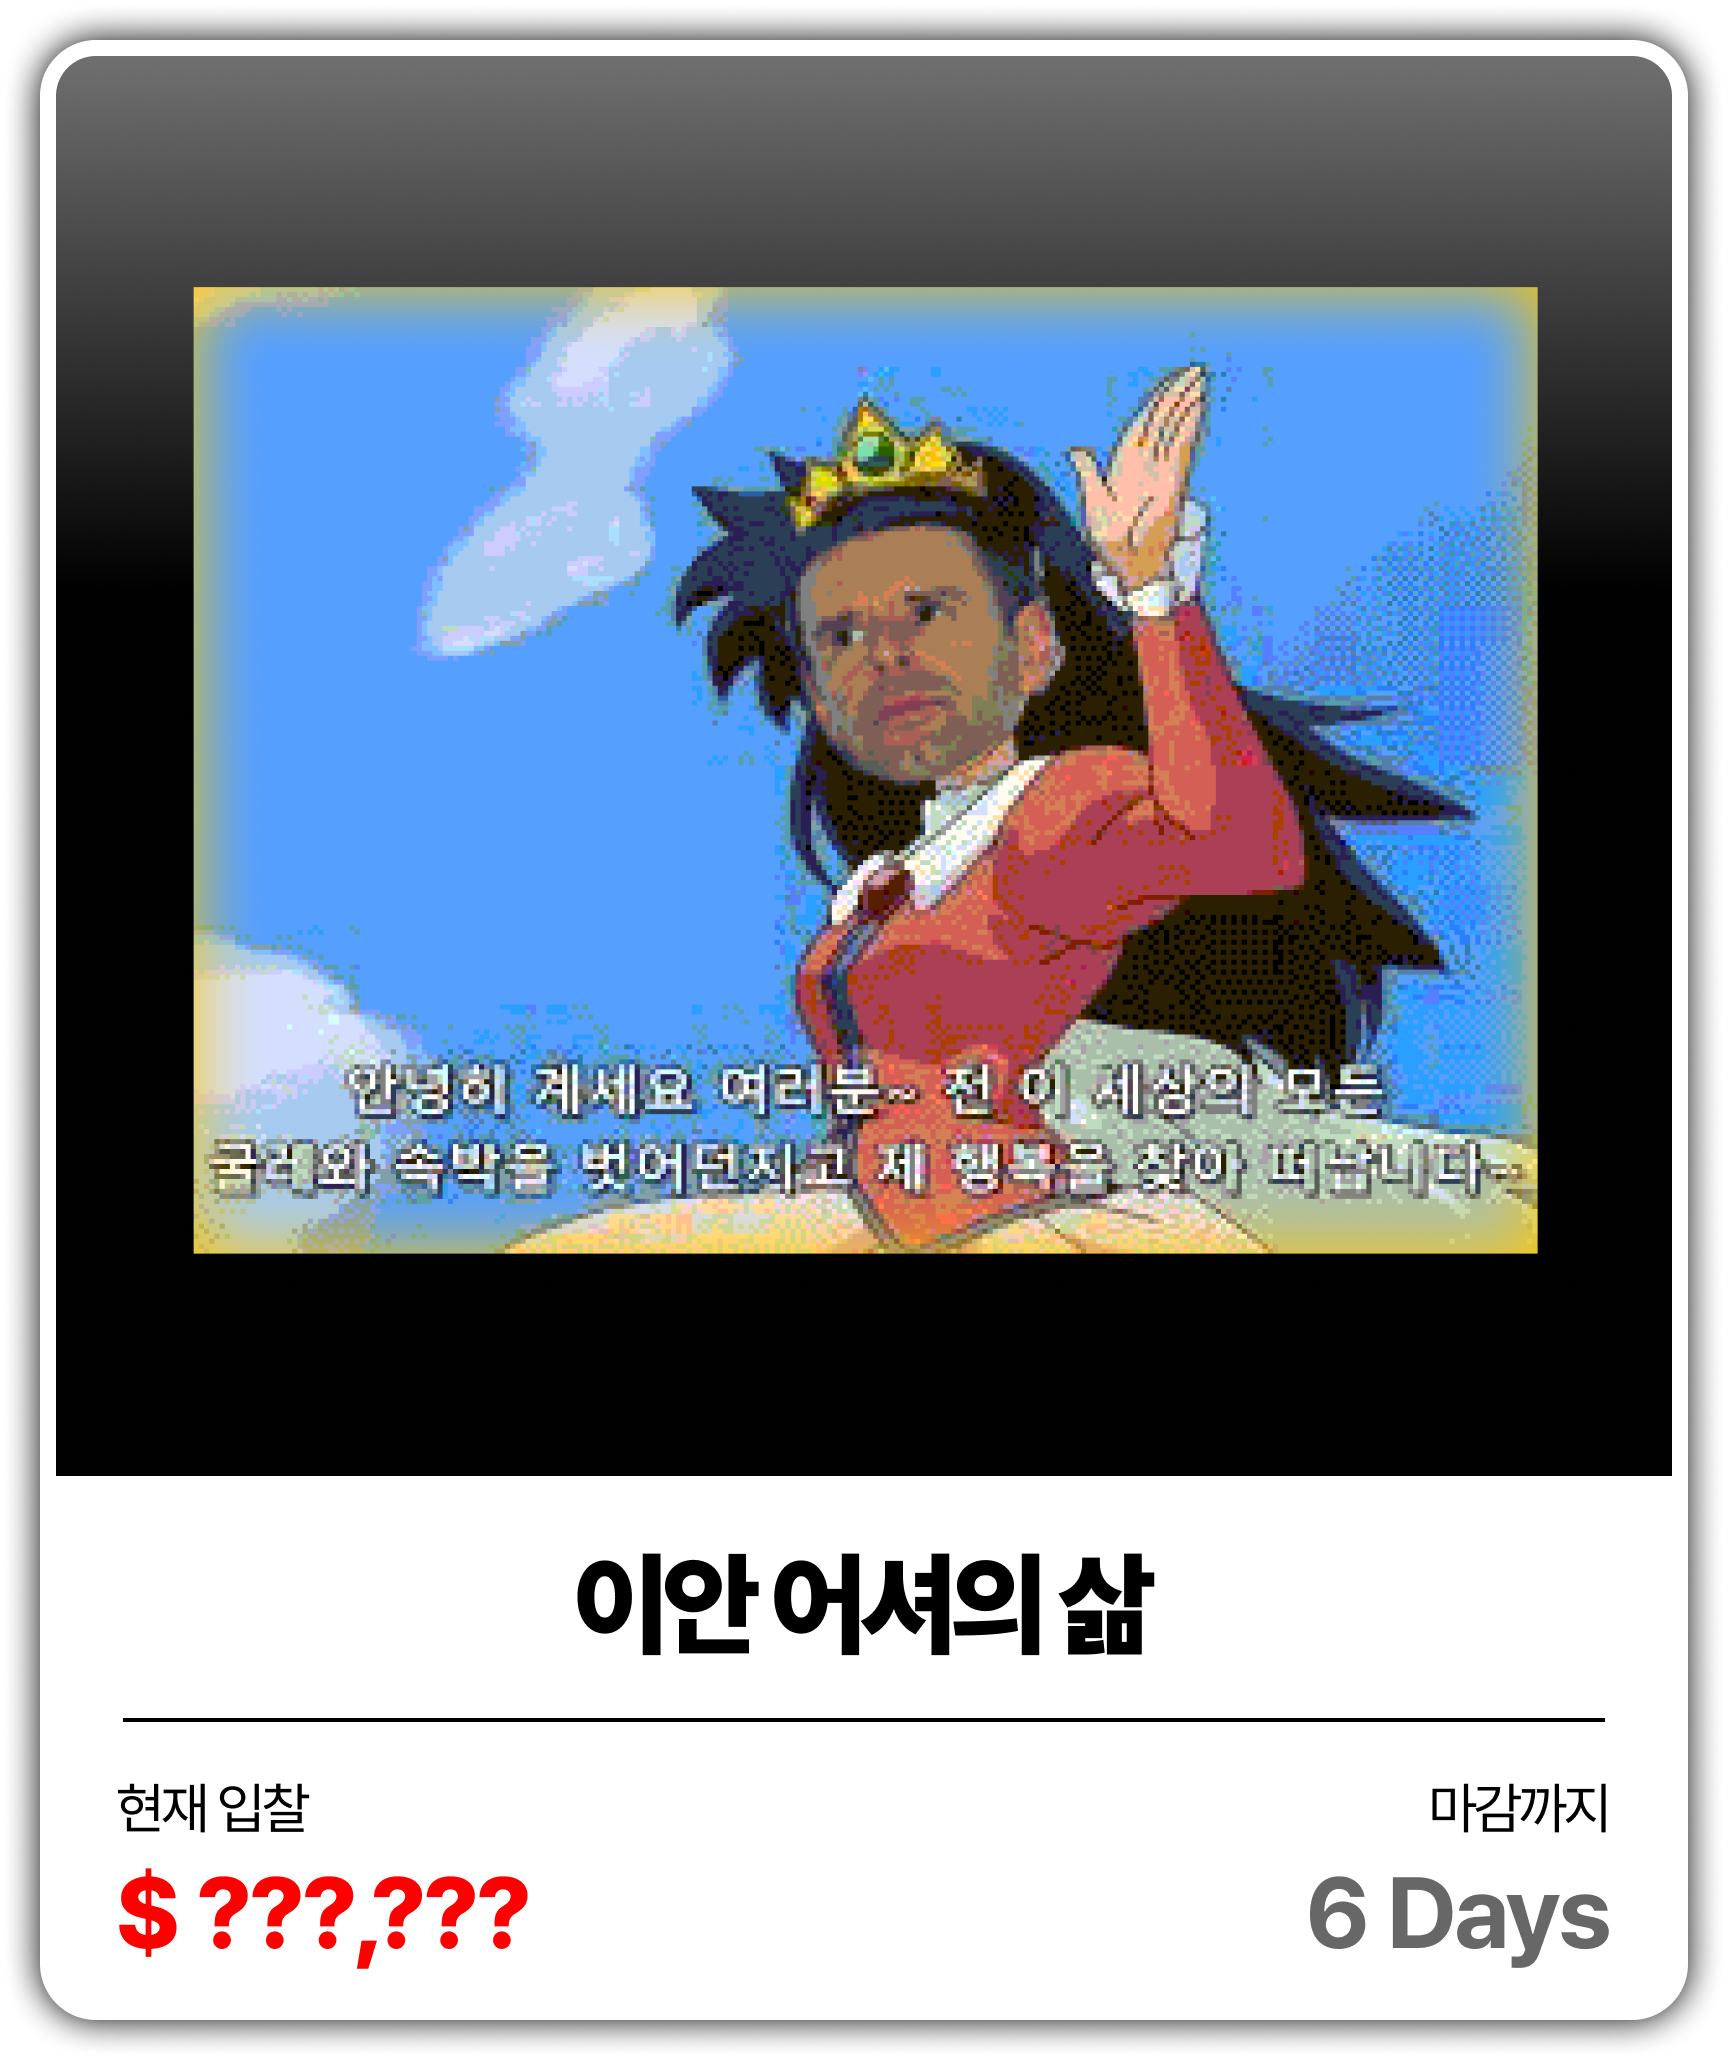 안녕히 계세요 여러분~ 전 이 세상의 모든
굴레와 속박을 벗어던지고 제 행복을 찾아 떠납니다~
이안 어셔의 삶
현재 입찰
마감까지
$ ???,???
6 Days